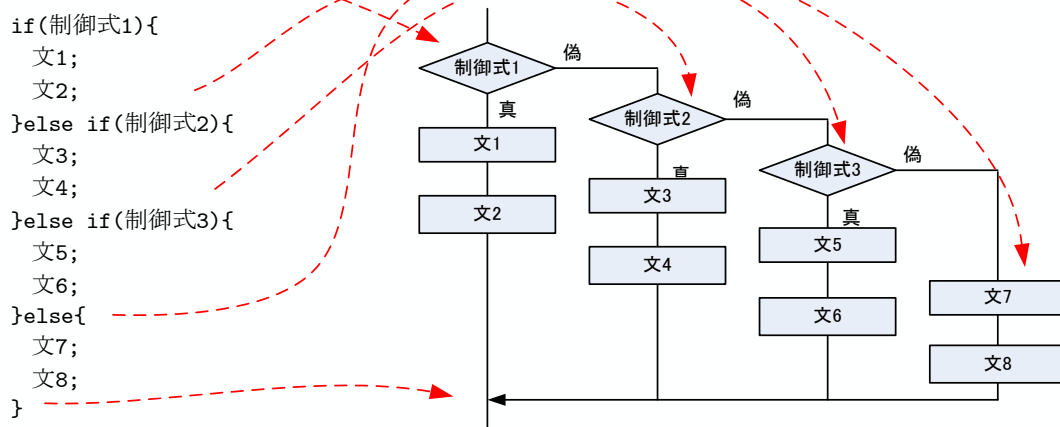 if(制御式1){
文1;
文2;
}else if(制御式2){
文3;
文4;
}else if(制御式3){
文5;
文6;
}else{
文7;
文8;
}
制御式1
偽
真
文1
文2
制御式2
偽
真
文3
文4
制御式3
偽
真
文5
文6
文7
文8